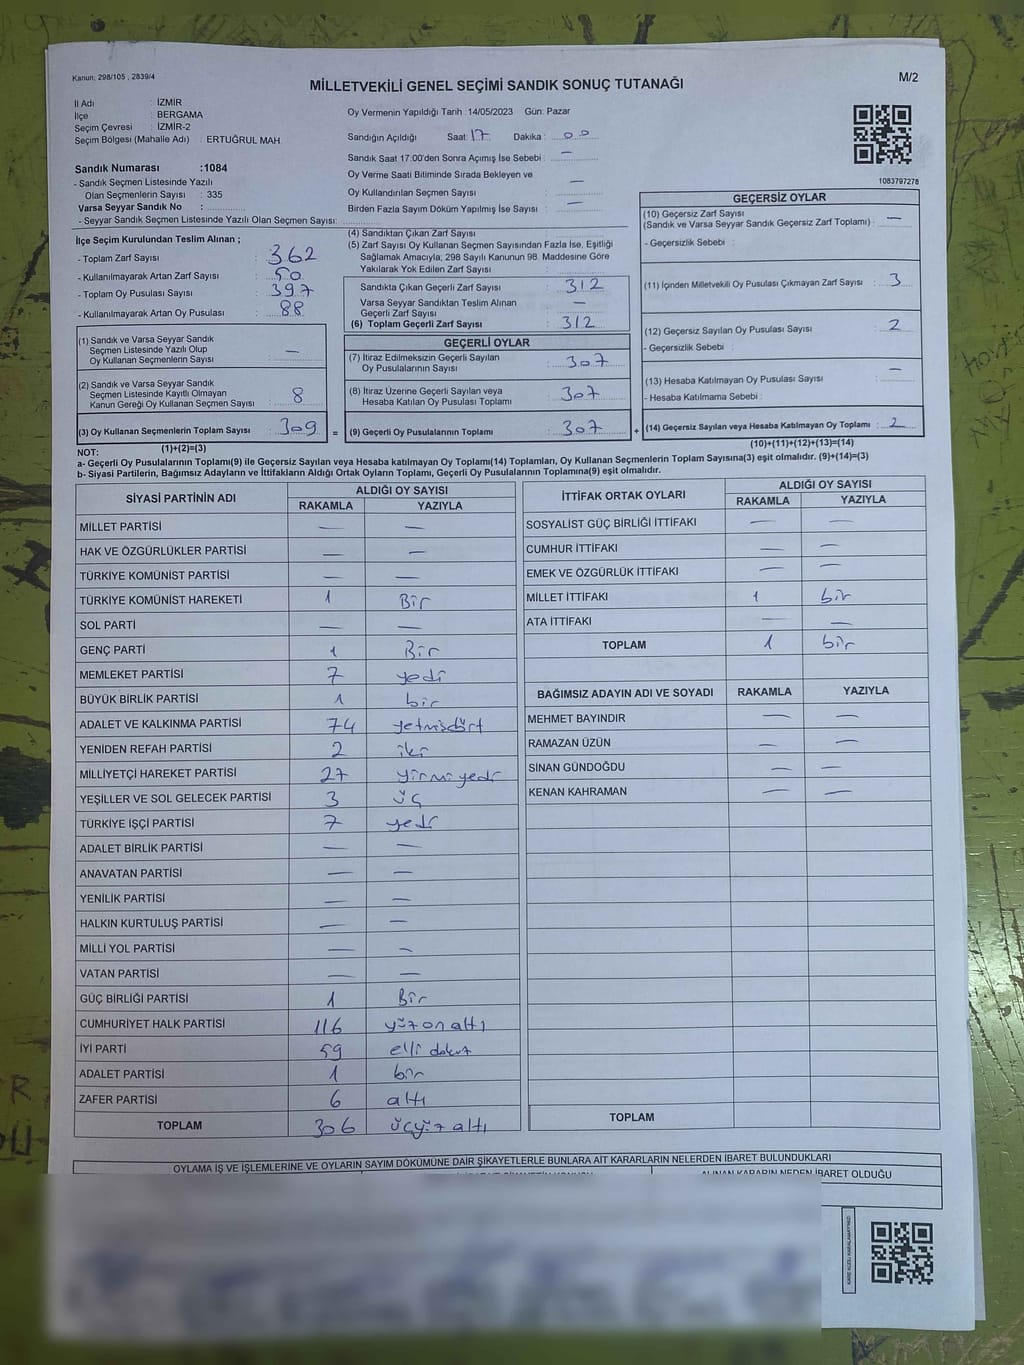 Kanun: 298/105 , 2839/4
M/2
MİLLETVEKİLİ GENEL SEÇİMİ SANDIK SONUÇ TUTANAĞI
İl Adı : İZMİR
İlçe : BERGAMA
Seçim Çevresi : İZMİR-2
Seçim Bölgesi (Mahalle Adı) : ERTUĞRUL MAH
Oy Vermenin Yapıldığı Tarih : 14/05/2023 Gün: Pazar
Sandığın Açıldığı Saat: 17 Dakika : 00
Sandık Saat 17:00'den Sonra Açımış İse Sebebi : —
Oy Verme Saati Bitiminde Sırada Bekleyen ve
Oy Kullandırılan Seçmen Sayısı : —
Birden Fazla Sayım Döküm Yapılmış İse Sayısı : —
Sandık Numarası :1084
- Sandık Seçmen Listesinde Yazılı
Olan Seçmenlerin Sayısı : 335
Varsa Seyyar Sandık No :
- Seyyar Sandık Seçmen Listesinde Yazılı Olan Seçmen Sayısı:
1083797278
İlçe Seçim Kurulundan Teslim Alınan ;
- Toplam Zarf Sayısı : 362
- Kullanılmayarak Artan Zarf Sayısı : 50
- Toplam Oy Pusulası Sayısı : 397
- Kullanılmayarak Artan Oy Pusulası : 88
(1) Sandık ve Varsa Seyyar Sandık
Seçmen Listesinde Yazılı Olup
Oy Kullanan Seçmenlerin Sayısı : —
(2) Sandık ve Varsa Seyyar Sandık
Seçmen Listesinde Kayıtlı Olmayan
Kanun Gereği Oy Kullanan Seçmen Sayısı : 8
(3) Oy Kullanan Seçmenlerin Toplam Sayısı : 309 =
(1)+(2)=(3)
(4) Sandıktan Çıkan Zarf Sayısı :
(5) Zarf Sayısı Oy Kullanan Seçmen Sayısından Fazla İse, Eşitliği
Sağlamak Amacıyla; 298 Sayılı Kanunun 98. Maddesine Göre
Yakılarak Yok Edilen Zarf Sayısı :
Sandıkta Çıkan Geçerli Zarf Sayısı : 312
Varsa Seyyar Sandıktan Teslim Alınan
Geçerli Zarf Sayısı : —
(6) Toplam Geçerli Zarf Sayısı : 312
GEÇERLİ OYLAR
(7) İtiraz Edilmeksizin Geçerli Sayılan
Oy Pusulalarının Sayısı : 307
(8) İtiraz Üzerine Geçerli Sayılan veya
Hesaba Katılan Oy Pusulası Toplamı : 307
(9) Geçerli Oy Pusulalarının Toplamı : 307 +
GEÇERSİZ OYLAR
(10) Geçersiz Zarf Sayısı
(Sandık ve Varsa Seyyar Sandık Geçersiz Zarf Toplamı) : —
- Geçersizlik Sebebi :
(11) İçinden Milletvekili Oy Pusulası Çıkmayan Zarf Sayısı : 3
(12) Geçersiz Sayılan Oy Pusulası Sayısı : 2
- Geçersizlik Sebebi :
(13) Hesaba Katılmayan Oy Pusulası Sayısı : —
- Hesaba Katılmama Sebebi :
(14) Geçersiz Sayılan veya Hesaba Katılmayan Oy Toplamı : 2
(10)+(11)+(12)+(13)=(14)
NOT:
a- Geçerli Oy Pusulalarının Toplamı(9) ile Geçersiz Sayılan veya Hesaba katılmayan Oy Toplamı(14) Toplamları, Oy Kullanan Seçmenlerin Toplam Sayısına(3) eşit olmalıdır. (9)+(14)=(3)
b- Siyasi Partilerin, Bağımsız Adayların ve İttifakların Aldığı Ortak Oyların Toplamı, Geçerli Oy Pusulalarının Toplamına(9) eşit olmalıdır.
SİYASİ PARTİNİN ADI ALDIĞI OY SAYISI
RAKAMLA YAZIYLA
MİLLET PARTİSİ — —
HAK VE ÖZGÜRLÜKLER PARTİSİ — —
TÜRKİYE KOMÜNİST PARTİSİ — —
TÜRKİYE KOMÜNİST HAREKETİ 1 Bir
SOL PARTİ — —
GENÇ PARTİ 1 Bir
MEMLEKET PARTİSİ 7 yedi
BÜYÜK BİRLİK PARTİSİ 1 bir
ADALET VE KALKINMA PARTİSİ 74 yetmişdört
YENİDEN REFAH PARTİSİ 2 iki
MİLLİYETÇİ HAREKET PARTİSİ 27 yirmi yedi
YEŞİLLER VE SOL GELECEK PARTİSİ 3 üç
TÜRKİYE İŞÇİ PARTİSİ 7 yedi
ADALET BİRLİK PARTİSİ — —
ANAVATAN PARTİSİ — —
YENİLİK PARTİSİ — —
HALKIN KURTULUŞ PARTİSİ — —
MİLLİ YOL PARTİSİ — —
VATAN PARTİSİ — —
GÜÇ BİRLİĞİ PARTİSİ 1 Bir
CUMHURİYET HALK PARTİSİ 116 yüz on altı
İYİ PARTİ 59 elli dokuz
ADALET PARTİSİ 1 bir
ZAFER PARTİSİ 6 altı
TOPLAM 306 üçyüz altı
İTTİFAK ORTAK OYLARI ALDIĞI OY SAYISI
RAKAMLA YAZIYLA
SOSYALİST GÜÇ BİRLİĞİ İTTİFAKI — —
CUMHUR İTTİFAKI — —
EMEK VE ÖZGÜRLÜK İTTİFAKI — —
MİLLET İTTİFAKI 1 bir
ATA İTTİFAKI — —
TOPLAM 1 bir
BAĞIMSIZ ADAYIN ADI VE SOYADI RAKAMLA YAZIYLA
MEHMET BAYINDIR — —
RAMAZAN ÜZÜN — —
SİNAN GÜNDOĞDU — —
KENAN KAHRAMAN — —
TOPLAM
OYLAMA İŞ VE İŞLEMLERİNE VE OYLARIN SAYIM DÖKÜMÜNE DAİR ŞİKAYETLERLE BUNLARA AİT KARARLARIN NELERDEN İBARET BULUNDUKLARI
ALINAN KARARIN NEDEN İBARET OLDUĞU
KARE KODU KARALAMAYINIZ!